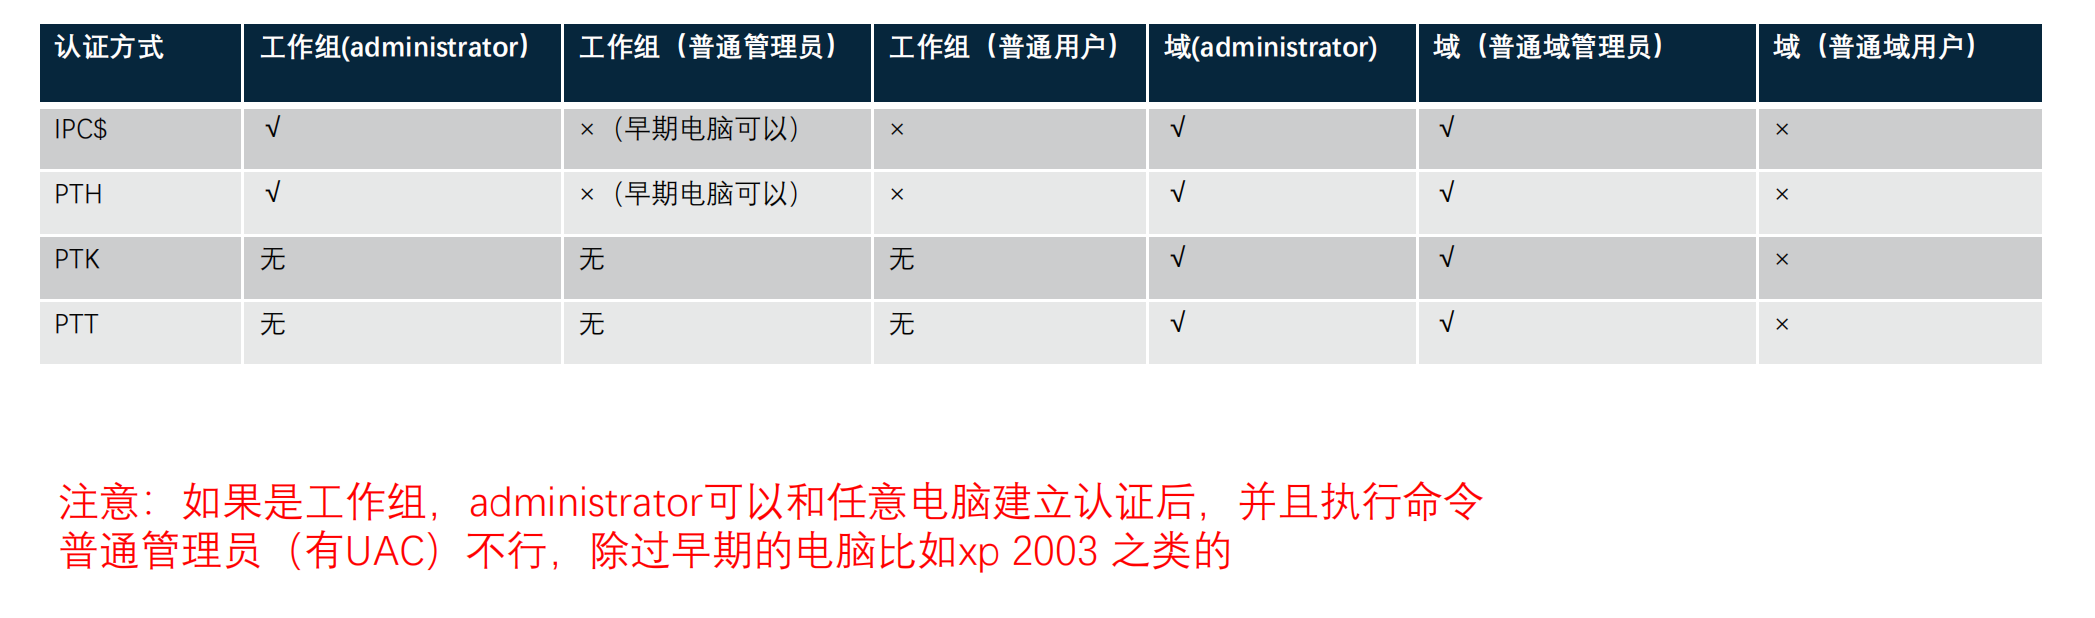 认证方式 工作组(administrator） 工作组（普通管理员） 工作组（普通用户） 域(administrator) 域（普通域管理员） 域（普通域用户）
IPC$ √ ×（早期电脑可以） × √ √ ×
PTH √ ×（早期电脑可以） × √ √ ×
PTK 无 无 无 √ √ ×
PTT 无 无 无 √ √ ×
注意：如果是工作组，administrator可以和任意电脑建立认证后，并且执行命令
普通管理员（有UAC）不行，除过早期的电脑比如xp 2003 之类的